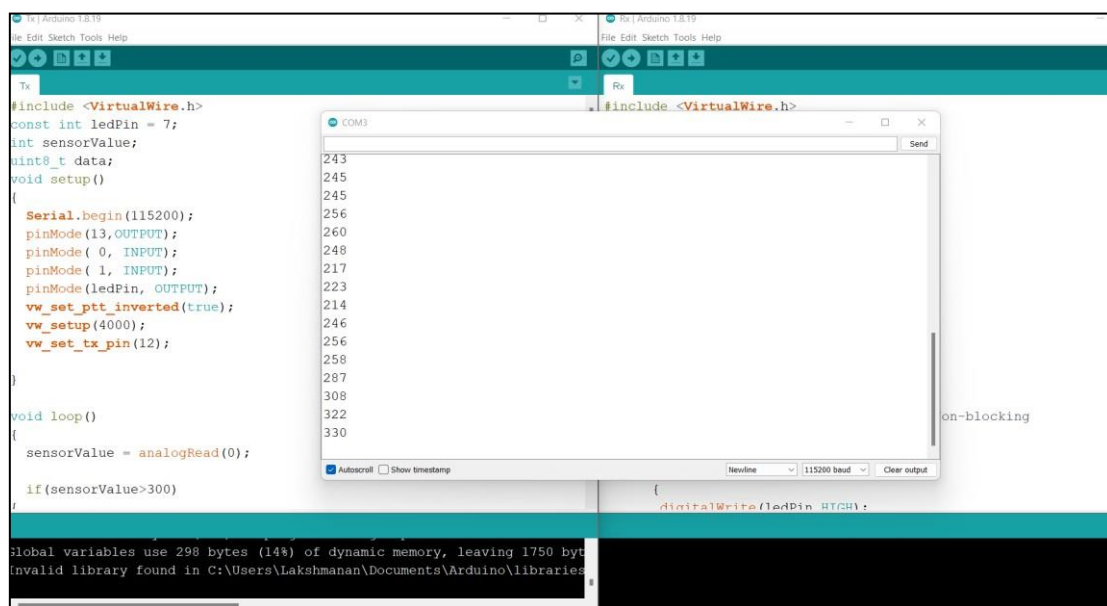 Tx | Arduino 1.8.19
ile Edit Sketch Tools Help
Tx
#include <VirtualWire.h>
const int ledPin = 7;
int sensorValue;
uint8_t data;
void setup()
{
Serial.begin(115200);
pinMode(13,OUTPUT);
pinMode( 0, INPUT);
pinMode( 1, INPUT);
pinMode(ledPin, OUTPUT);
vw_set_ptt_inverted(true);
vw_setup(4000);
vw_set_tx_pin(12);
}
void loop()
{
sensorValue = analogRead(0);
if(sensorValue>300)
Global variables use 298 bytes (14%) of dynamic memory, leaving 1750 byt
Invalid library found in C:\Users\Lakshmanan\Documents\Arduino\libraries
COM3
Send
243
245
245
256
260
248
217
223
214
246
256
258
287
308
322
330
Autoscroll Show timestamp
Newline 115200 baud Clear output
Rx | Arduino 1.8.19
File Edit Sketch Tools Help
Rx
#include <VirtualWire.h>
on-blocking
{
digitalWrite(ledPin,HIGH);